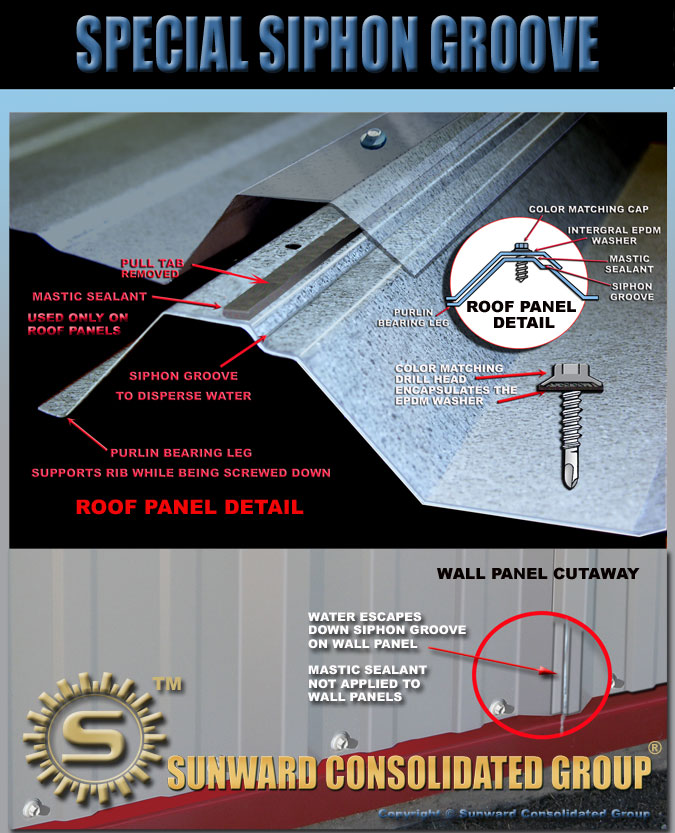 SPECIAL SIPHON GROOVE
COLOR MATCHING CAP
INTERGRAL EPDM
WASHER
MASTIC
SEALANT
SIPHON
GROOVE
PURLIN
BEARING LEG
ROOF PANEL
DETAIL
PULL TAB
REMOVED
MASTIC SEALANT
USED ONLY ON
ROOF PANELS
SIPHON GROOVE
TO DISPERSE WATER
COLOR MATCHING
DRILL HEAD
ENCAPSULATES THE
EPDM WASHER
PURLIN BEARING LEG
SUPPORTS RIB WHILE BEING SCREWED DOWN
ROOF PANEL DETAIL
WALL PANEL CUTAWAY
WATER ESCAPES
DOWN SIPHON GROOVE
ON WALL PANEL
MASTIC SEALANT
NOT APPLIED TO
WALL PANELS
S TM
SUNWARD CONSOLIDATED GROUP®
Copyright © Sunward Consolidated Group